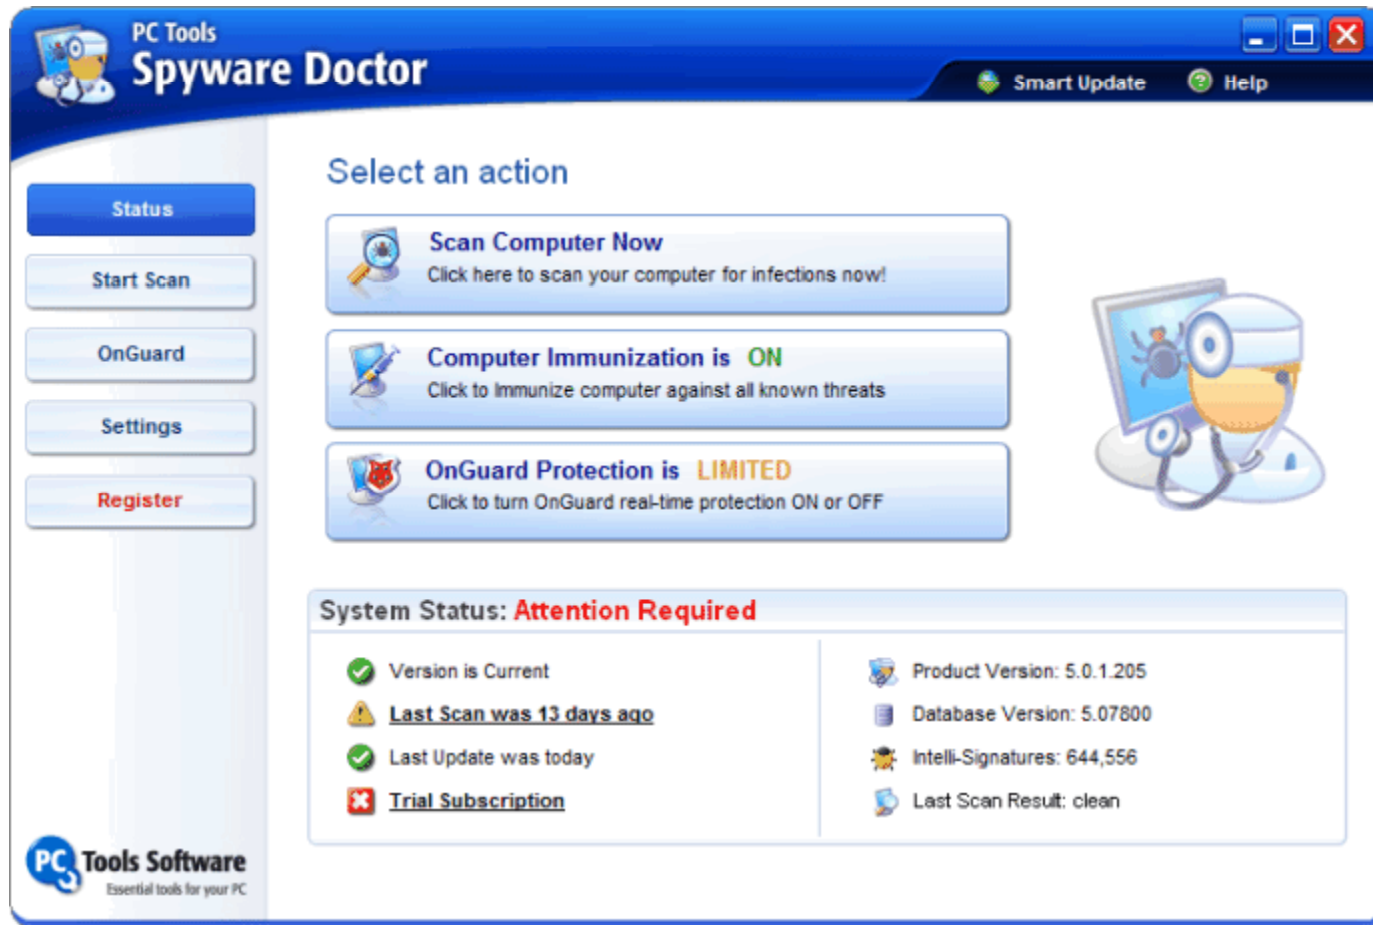 PC Tools
Spyware Doctor
Smart Update
Help
Status
Start Scan
OnGuard
Settings
Register
Select an action
Scan Computer Now
Click here to scan your computer for infections now!
Computer Immunization is ON
Click to Immunize computer against all known threats
OnGuard Protection is LIMITED
Click to turn OnGuard real-time protection ON or OFF
System Status: Attention Required
Version is Current
Last Scan was 13 days ago
Last Update was today
Trial Subscription
Product Version: 5.0.1.205
Database Version: 5.07800
Intelli-Signatures: 644,556
Last Scan Result: clean
PC Tools Software
Essential tools for your PC